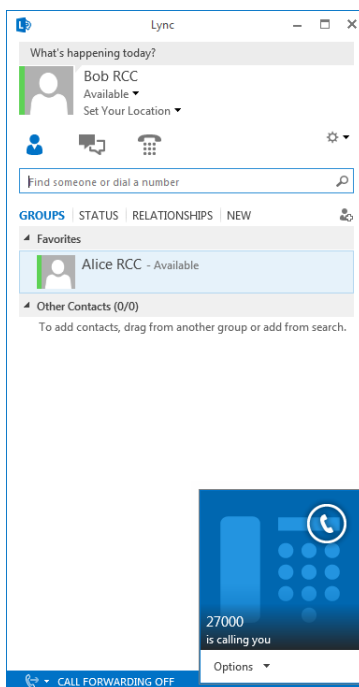 Lync
What's happening today?
Bob RCC
Available
Set Your Location
Find someone or dial a number
GROUPS STATUS RELATIONSHIPS NEW
Favorites
Alice RCC - Available
Other Contacts (0/0)
To add contacts, drag from another group or add from search.
27000
is calling you
Options
CALL FORWARDING OFF